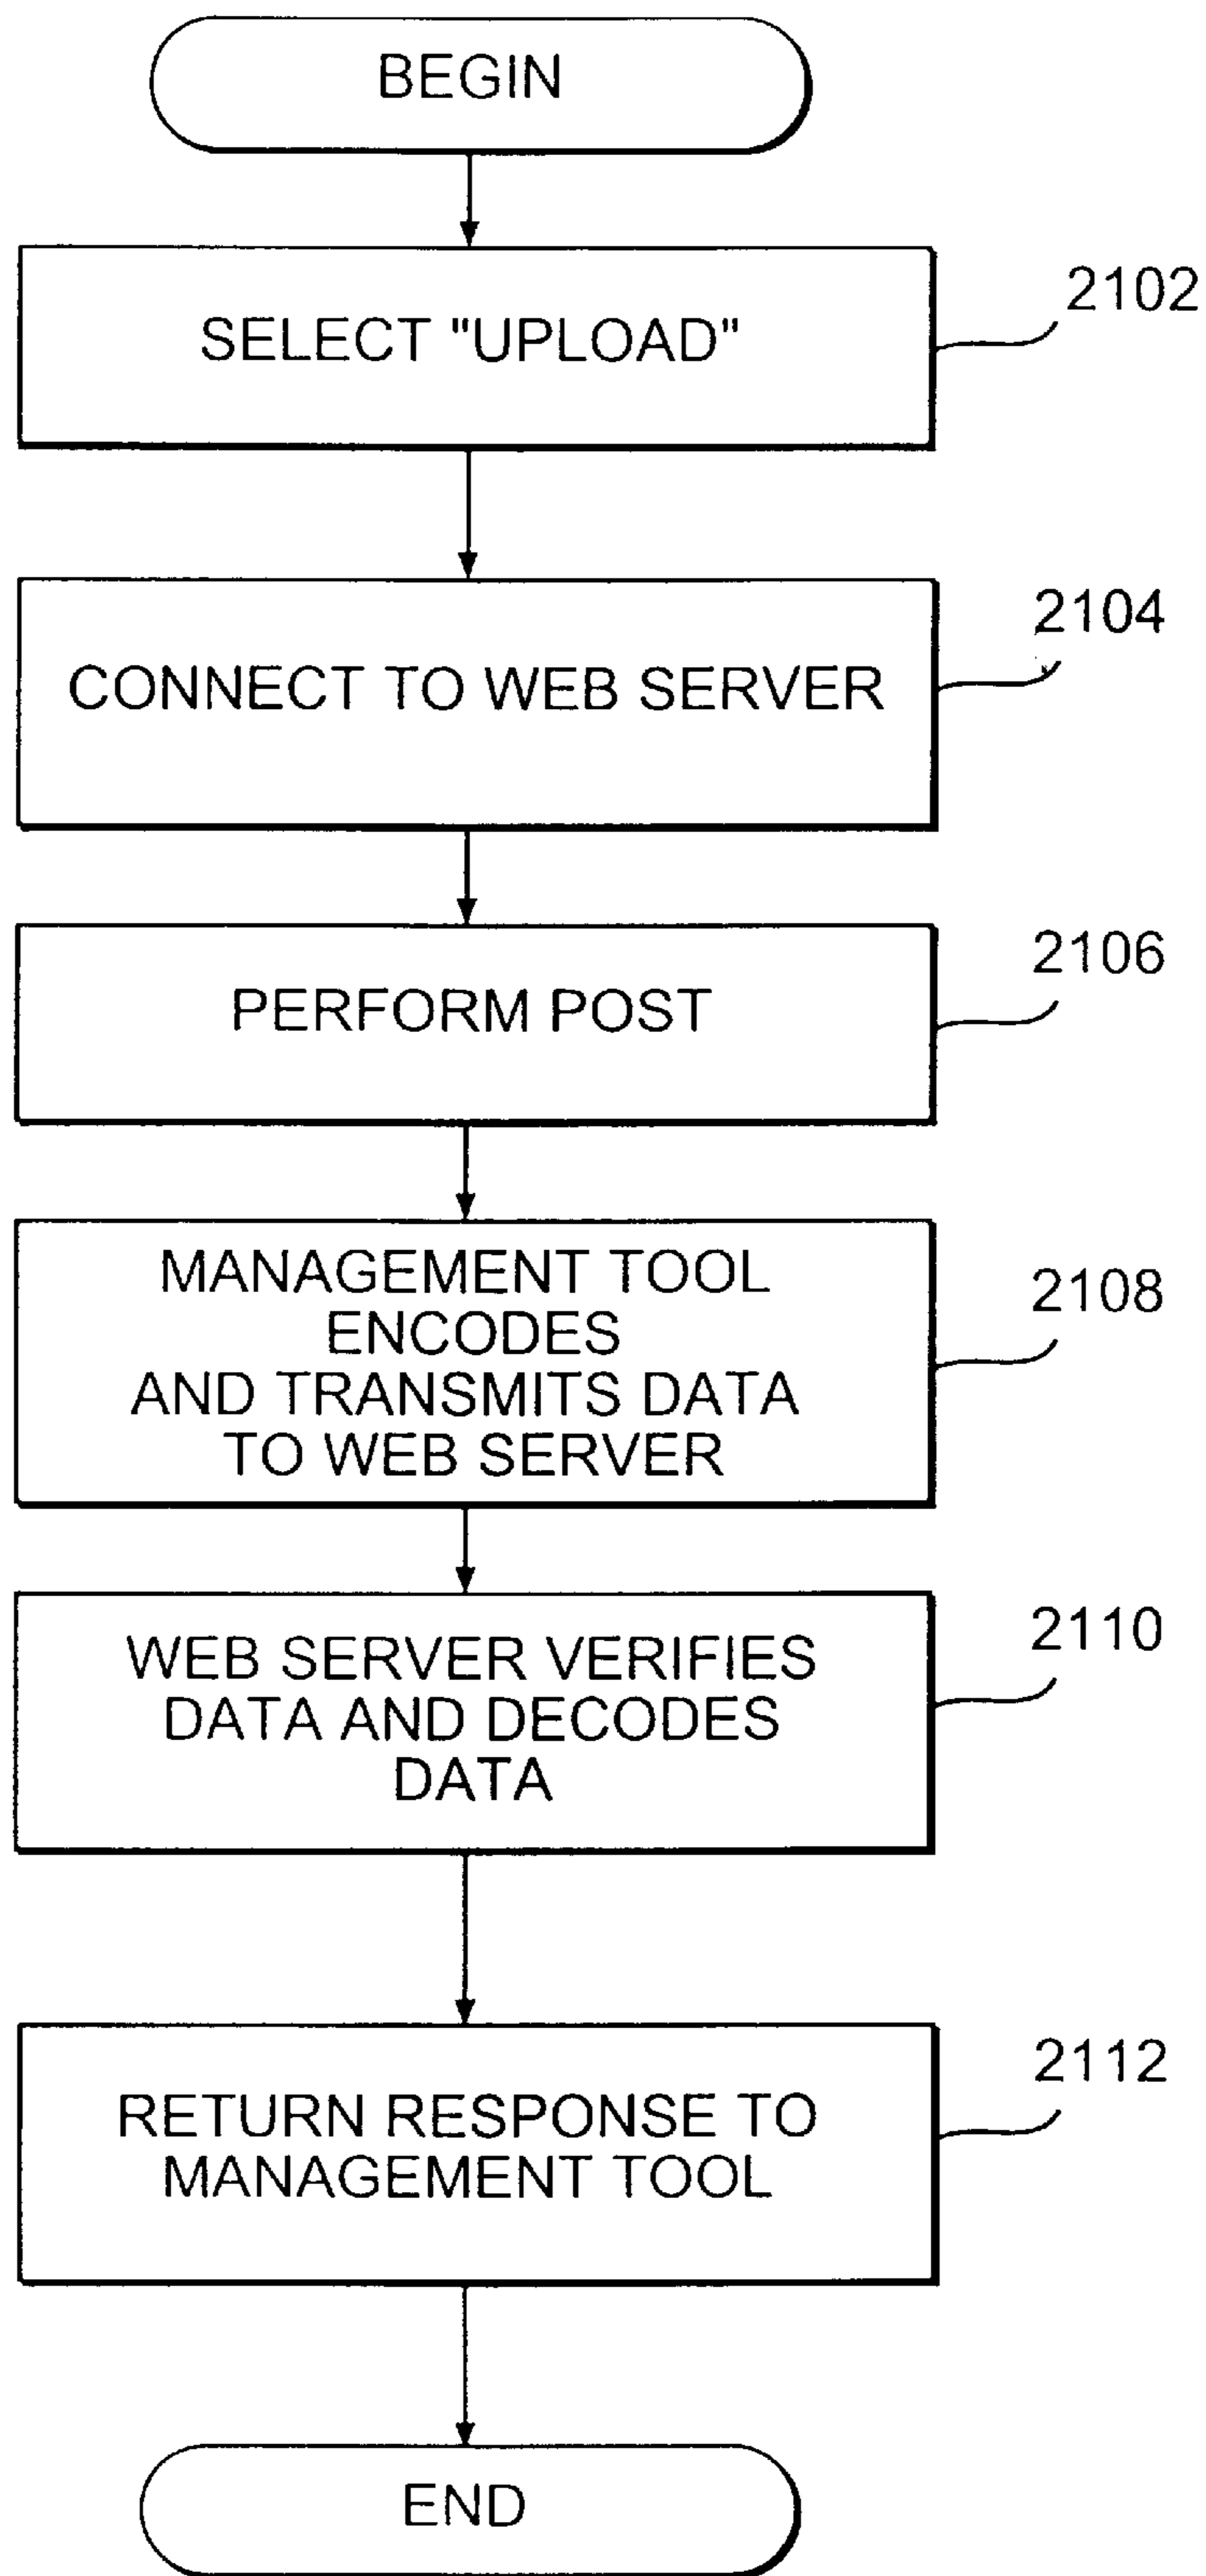 BEGIN
SELECT "UPLOAD"
2102
CONNECT TO WEB SERVER
2104
PERFORM POST
2106
MANAGEMENT TOOL
ENCODES
AND TRANSMITS DATA
TO WEB SERVER
2108
WEB SERVER VERIFIES
DATA AND DECODES
DATA
2110
RETURN RESPONSE TO
MANAGEMENT TOOL
2112
END